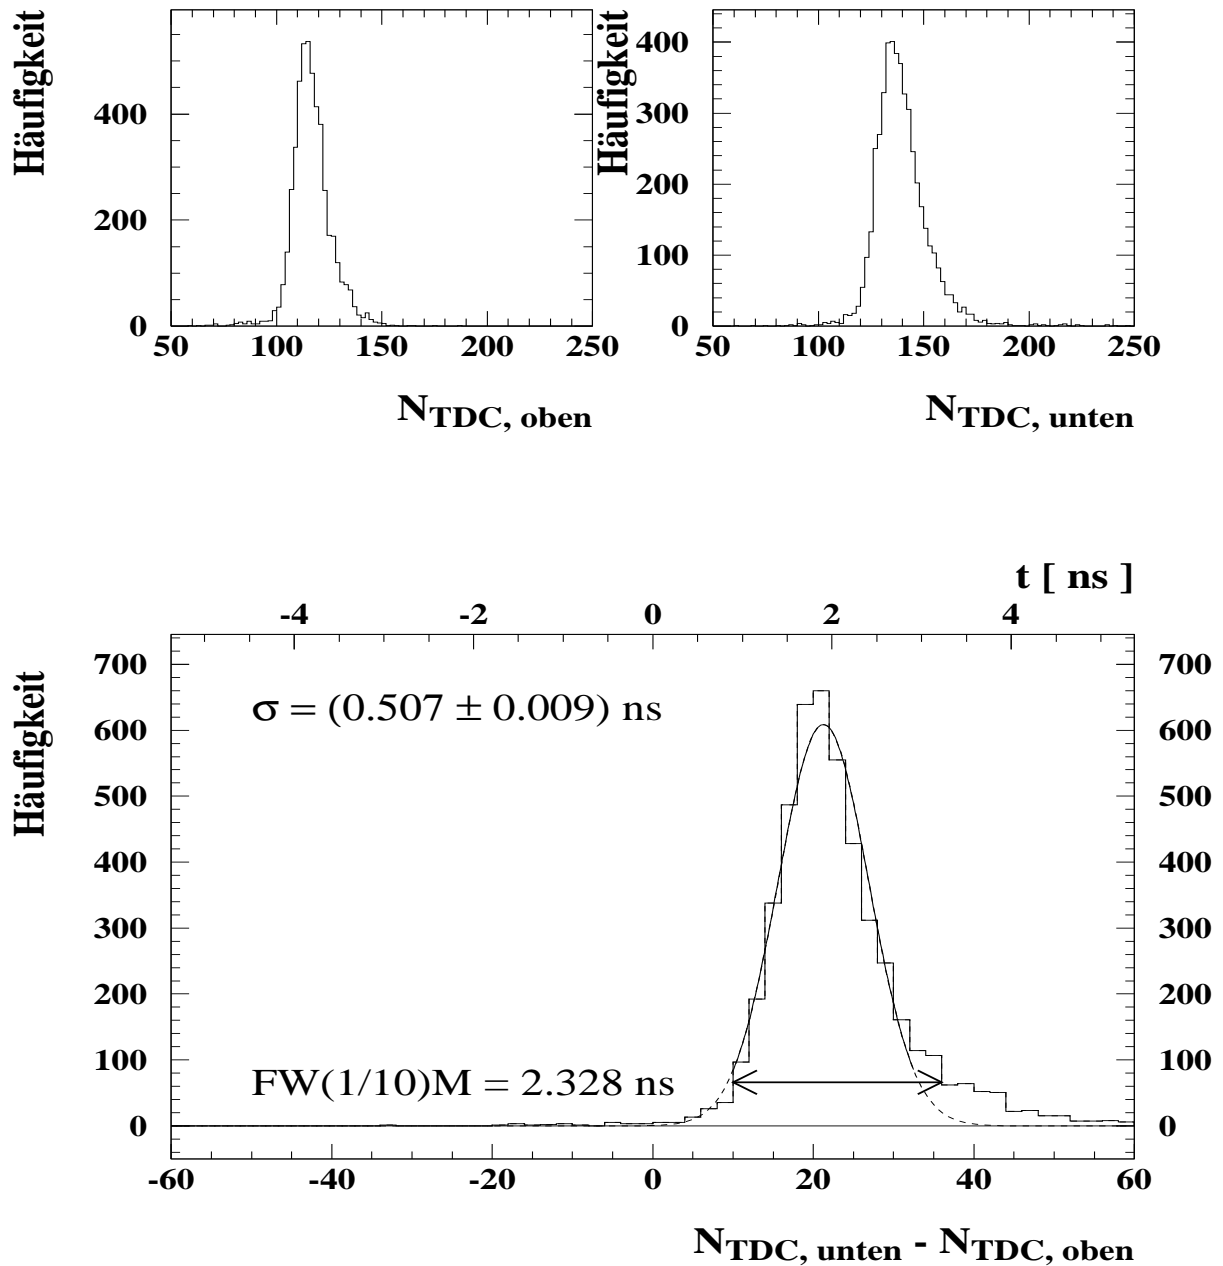 Häufigkeit
400
200
0
50 100 150 200 250
N_TDC, oben
Häufigkeit
400
300
200
100
0
50 100 150 200 250
N_TDC, unten
t [ ns ]
-4 -2 0 2 4
Häufigkeit
700
600
500
400
300
200
100
0
σ = (0.507 ± 0.009) ns
FW(1/10)M = 2.328 ns
700
600
500
400
300
200
100
0
-60 -40 -20 0 20 40 60
N_TDC, unten - N_TDC, oben